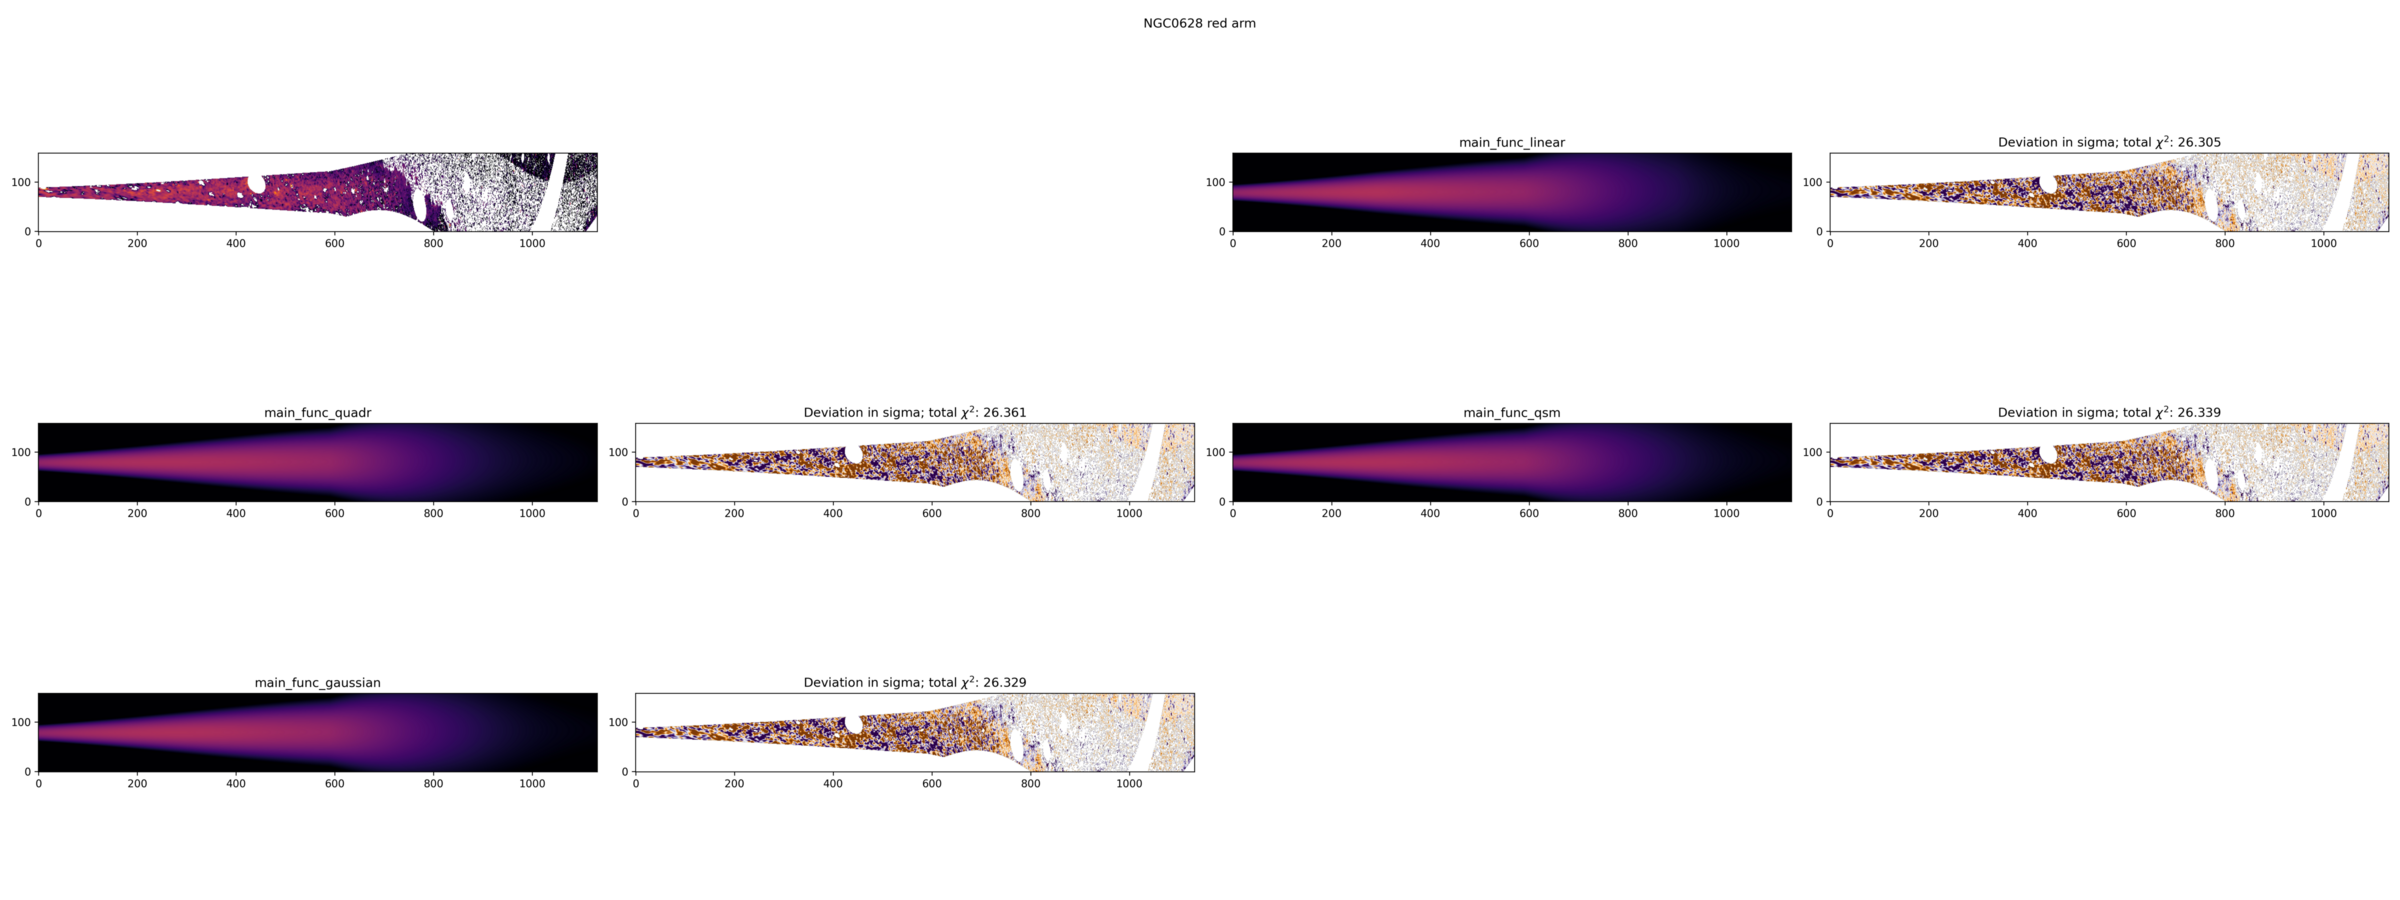 NGC0628 red arm
100
0
0 200 400 600 800 1000
main_func_linear
100
0
0 200 400 600 800 1000
Deviation in sigma; total χ²: 26.305
100
0
0 200 400 600 800 1000
main_func_quadr
100
0
0 200 400 600 800 1000
Deviation in sigma; total χ²: 26.361
100
0
0 200 400 600 800 1000
main_func_qsm
100
0
0 200 400 600 800 1000
Deviation in sigma; total χ²: 26.339
100
0
0 200 400 600 800 1000
main_func_gaussian
100
0
0 200 400 600 800 1000
Deviation in sigma; total χ²: 26.329
100
0
0 200 400 600 800 1000